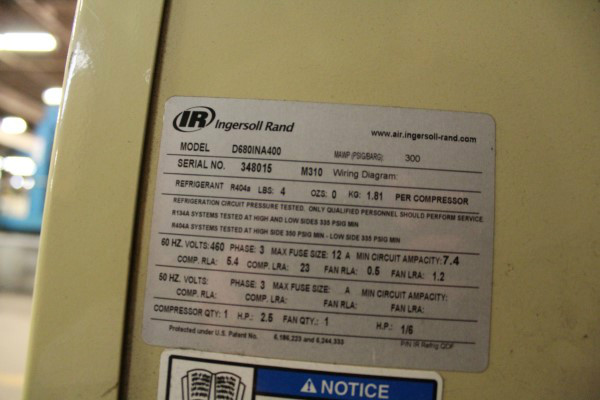 IR Ingersoll Rand
www.air.ingersoll-rand.com
MODEL D680INA400 MAWP (PSIG/BARG) 300
SERIAL NO. 348015 M310 Wiring Diagram:
REFRIGERANT R404a LBS: 4 OZS: 0 KG: 1.81 PER COMPRESSOR
REFRIGERATION CIRCUIT PRESSURE TESTED. ONLY QUALIFIED PERSONNEL SHOULD PERFORM SERVICE
R134A SYSTEMS TESTED AT HIGH AND LOW SIDES PSIG MIN
R404A SYSTEMS TESTED AT HIGH SIDE PSIG MIN - LOW SIDE PSIG MIN
60 HZ. VOLTS: 460 PHASE: 3 MAX FUSE SIZE: 12 A MIN CIRCUIT AMPACITY: 7.4
COMP. RLA: 5.4 COMP. LRA: 23 FAN RLA: 0.5 FAN LRA: 1.2
50 HZ. VOLTS: PHASE: 3 MAX FUSE SIZE: A MIN CIRCUIT AMPACITY:
COMP. RLA: COMP. LRA: FAN RLA: FAN LRA:
COMPRESSOR QTY: 1 H.P.: 2.5 FAN QTY.: 1 H.P.: 1/6
Protected under U.S. Patent No. and P/N IR Refrig
NOTICE